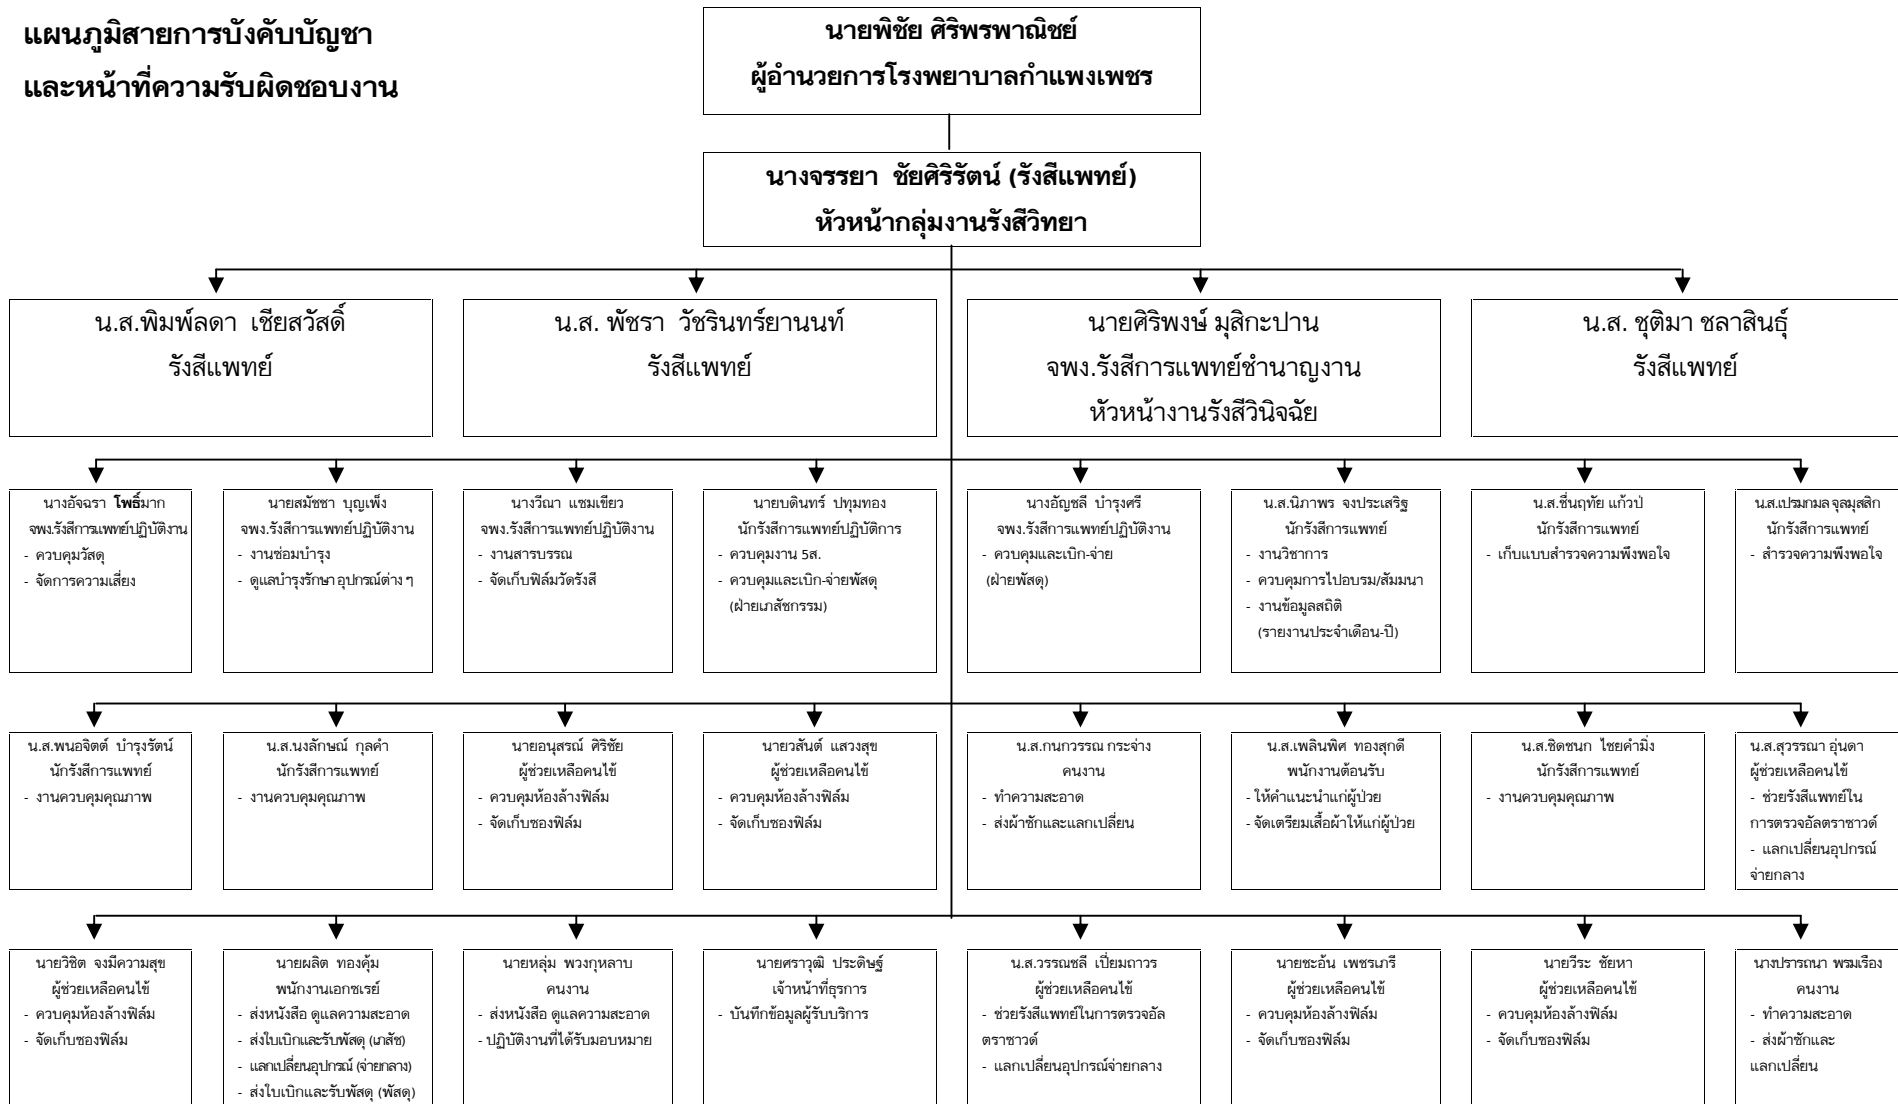 แผนภูมิสายการบังคับบัญชา
และหน้าที่ความรับผิดชอบงาน
นายพิชัย ศิริพรพาณิชย์
ผู้อำนวยการโรงพยาบาลกำแพงเพชร
นางจรรยา ชัยศิริรัตน์ (รังสีแพทย์)
หัวหน้ากลุ่มงานรังสีวิทยา
น.ส.พิมพ์ลดา เชียสวัสดิ์
รังสีแพทย์
น.ส. พัชรา วัชรินทร์ยานนท์
รังสีแพทย์
นายศิริพงษ์ มุสิกะปาน
จพง.รังสีการแพทย์ชำนาญงาน
หัวหน้างานรังสีวินิจฉัย
น.ส. ชุติมา ชลาสินธุ์
รังสีแพทย์
นางอัจฉรา โพธิ์มาก
จพง.รังสีการแพทย์ปฏิบัติงาน
- ควบคุมวัสดุ
- จัดการความเสี่ยง
นายสมัชชา บุญเพ็ง
จพง.รังสีการแพทย์ปฏิบัติงาน
- งานซ่อมบำรุง
- ดูแลบำรุงรักษา อุปกรณ์ต่าง ๆ
นางวีณา แซมเขียว
จพง.รังสีการแพทย์ปฏิบัติงาน
- งานสารบรรณ
- จัดเก็บฟิล์มวัดรังสี
นายบดินทร์ ปทุมทอง
นักรังสีการแพทย์ปฏิบัติการ
- ควบคุมงาน 5ส.
- ควบคุมและเบิก-จ่ายพัสดุ
(ฝ่ายเภสัชกรรม)
นางอัญชลี บำรุงศรี
จพง.รังสีการแพทย์ปฏิบัติงาน
- ควบคุมและเบิก-จ่าย
(ฝ่ายพัสดุ)
น.ส.นิภาพร จงประเสริฐ
นักรังสีการแพทย์
- งานวิชาการ
- ควบคุมการไปอบรม/สัมมนา
- งานข้อมูลสถิติ
(รายงานประจำเดือน-ปี)
น.ส.ชื่นฤทัย แก้วป่
นักรังสีการแพทย์
- เก็บแบบสำรวจความพึงพอใจ
น.ส.เปรมกมล จุลมุสสิก
นักรังสีการแพทย์
- สำรวจความพึงพอใจ
น.ส.พนอจิตต์ บำรุงรัตน์
นักรังสีการแพทย์
- งานควบคุมคุณภาพ
น.ส.นงลักษณ์ กุลคำ
นักรังสีการแพทย์
- งานควบคุมคุณภาพ
นายอนุสรณ์ ศิริชัย
ผู้ช่วยเหลือคนไข้
- ควบคุมห้องล้างฟิล์ม
- จัดเก็บซองฟิล์ม
นายวสันต์ แสวงสุข
ผู้ช่วยเหลือคนไข้
- ควบคุมห้องล้างฟิล์ม
- จัดเก็บซองฟิล์ม
น.ส.กนกวรรณ กระจ่าง
คนงาน
- ทำความสะอาด
- ส่งผ้าซักและแลกเปลี่ยน
น.ส.เพลินพิศ ทองสุกดี
พนักงานต้อนรับ
- ให้คำแนะนำแก่ผู้ป่วย
- จัดเตรียมเสื้อผ้าให้แก่ผู้ป่วย
น.ส.ชิดชนก ไชยคำมิ่ง
นักรังสีการแพทย์
- งานควบคุมคุณภาพ
น.ส.สุวรรณา อุ่นดา
ผู้ช่วยเหลือคนไข้
- ช่วยรังสีแพทย์ใน
การตรวจอัลตราซาวด์
- แลกเปลี่ยนอุปกรณ์
จ่ายกลาง
นายวิชิต จงมีความสุข
ผู้ช่วยเหลือคนไข้
- ควบคุมห้องล้างฟิล์ม
- จัดเก็บซองฟิล์ม
นายผลิต ทองคุ้ม
พนักงานเอกซเรย์
- ส่งหนังสือ ดูแลความสะอาด
- ส่งใบเบิกและรับพัสดุ (เภสัช)
- แลกเปลี่ยนอุปกรณ์ (จ่ายกลาง)
- ส่งใบเบิกและรับพัสดุ (พัสดุ)
นายหลุ่ม พวงกุหลาบ
คนงาน
- ส่งหนังสือ ดูแลความสะอาด
- ปฏิบัติงานที่ได้รับมอบหมาย
นายศราวุฒิ ประดิษฐ์
เจ้าหน้าที่ธุรการ
- บันทึกข้อมูลผู้รับบริการ
น.ส.วรรณชลี เปี่ยมถาวร
ผู้ช่วยเหลือคนไข้
- ช่วยรังสีแพทย์ในการตรวจอัล
ตราซาวด์
- แลกเปลี่ยนอุปกรณ์จ่ายกลาง
นายชะอ้น เพชรเภรี
ผู้ช่วยเหลือคนไข้
- ควบคุมห้องล้างฟิล์ม
- จัดเก็บซองฟิล์ม
นายวีระ ชัยหา
ผู้ช่วยเหลือคนไข้
- ควบคุมห้องล้างฟิล์ม
- จัดเก็บซองฟิล์ม
นางปรารถนา พรมเรือง
คนงาน
- ทำความสะอาด
- ส่งผ้าซักและ
แลกเปลี่ยน